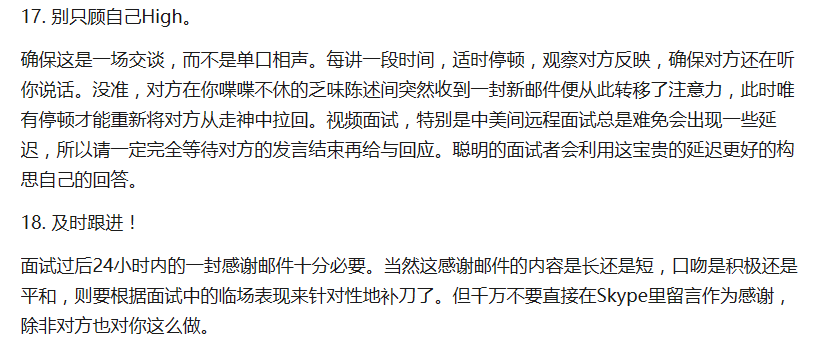 17. 别只顾自己High。
确保这是一场交谈，而不是单口相声。每讲一段时间，适时停顿，观察对方反映，确保对方还在听
你说话。没准，对方在你喋喋不休的乏味陈述间突然收到一封新邮件便从此转移了注意力，此时唯
有停顿才能重新将对方从走神中拉回。视频面试，特别是中美间远程面试总是难免会出现一些延
迟，所以请一定完全等待对方的发言结束再给与回应。聪明的面试者会利用这宝贵的延迟更好的构
思自己的回答。
18. 及时跟进！
面试过后24小时内的一封感谢邮件十分必要。当然这感谢邮件的内容是长还是短，口吻是积极还是
平和，则要根据面试中的临场表现来针对性地补刀了。但千万不要直接在Skype里留言作为感谢，
除非对方也对你这么做。